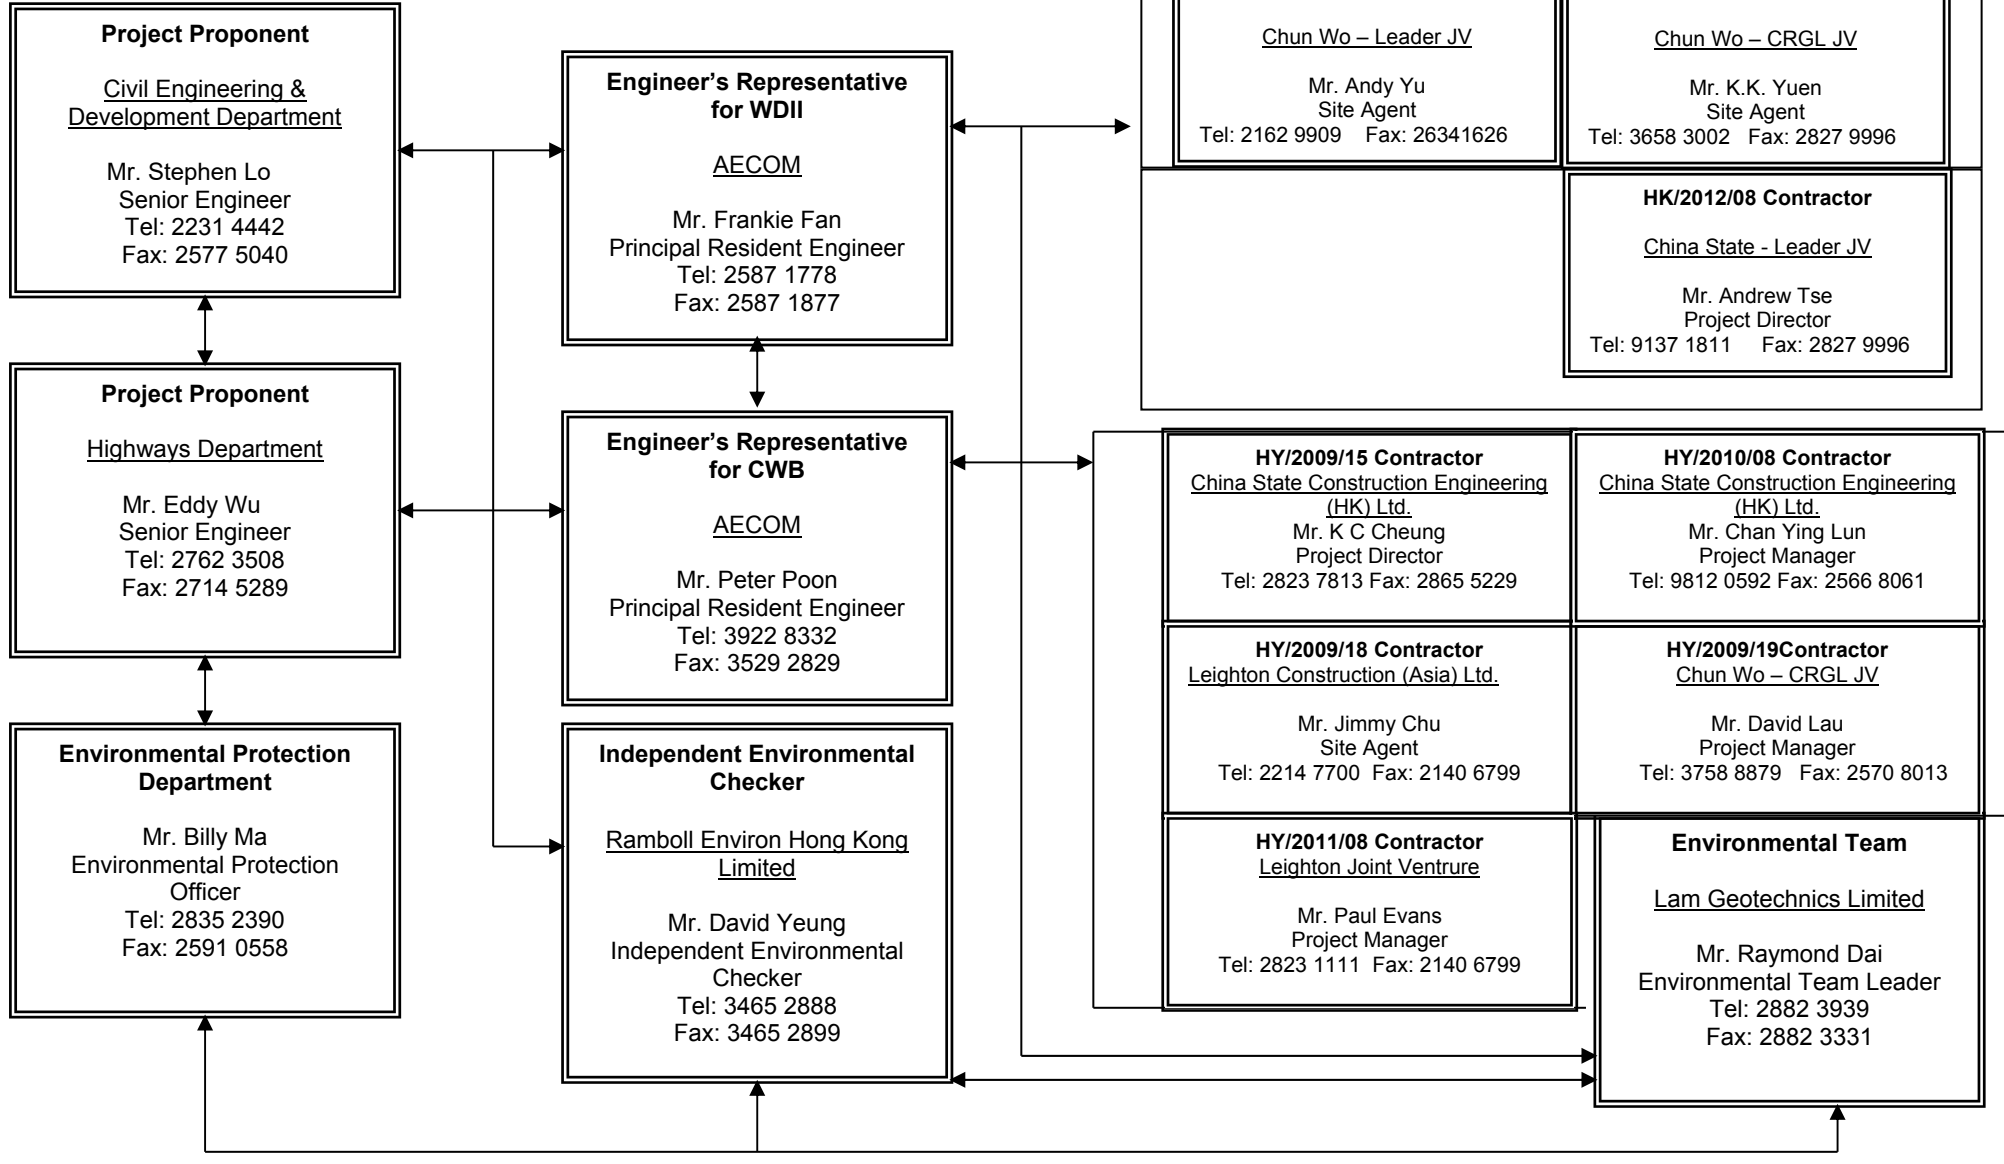 Project Proponent
Civil Engineering &
Development Department
Mr. Stephen Lo
Senior Engineer
Tel: 2231 4442
Fax: 2577 5040
Project Proponent
Highways Department
Mr. Eddy Wu
Senior Engineer
Tel: 2762 3508
Fax: 2714 5289
Environmental Protection
Department
Mr. Billy Ma
Environmental Protection
Officer
Tel: 2835 2390
Fax: 2591 0558
Engineer’s Representative
for WDII
AECOM
Mr. Frankie Fan
Principal Resident Engineer
Tel: 2587 1778
Fax: 2587 1877
Engineer’s Representative
for CWB
AECOM
Mr. Peter Poon
Principal Resident Engineer
Tel: 3922 8332
Fax: 3529 2829
Independent Environmental
Checker
Ramboll Environ Hong Kong
Limited
Mr. David Yeung
Independent Environmental
Checker
Tel: 3465 2888
Fax: 3465 2899
Chun Wo – Leader JV
Mr. Andy Yu
Site Agent
Tel: 2162 9909 Fax: 26341626
Chun Wo – CRGL JV
Mr. K.K. Yuen
Site Agent
Tel: 3658 3002 Fax: 2827 9996
HK/2012/08 Contractor
China State - Leader JV
Mr. Andrew Tse
Project Director
Tel: 9137 1811 Fax: 2827 9996
HY/2009/15 Contractor
China State Construction Engineering
(HK) Ltd.
Mr. K C Cheung
Project Director
Tel: 2823 7813 Fax: 2865 5229
HY/2010/08 Contractor
China State Construction Engineering
(HK) Ltd.
Mr. Chan Ying Lun
Project Manager
Tel: 9812 0592 Fax: 2566 8061
HY/2009/18 Contractor
Leighton Construction (Asia) Ltd.
Mr. Jimmy Chu
Site Agent
Tel: 2214 7700 Fax: 2140 6799
HY/2009/19Contractor
Chun Wo – CRGL JV
Mr. David Lau
Project Manager
Tel: 3758 8879 Fax: 2570 8013
HY/2011/08 Contractor
Leighton Joint Ventrure
Mr. Paul Evans
Project Manager
Tel: 2823 1111 Fax: 2140 6799
Environmental Team
Lam Geotechnics Limited
Mr. Raymond Dai
Environmental Team Leader
Tel: 2882 3939
Fax: 2882 3331